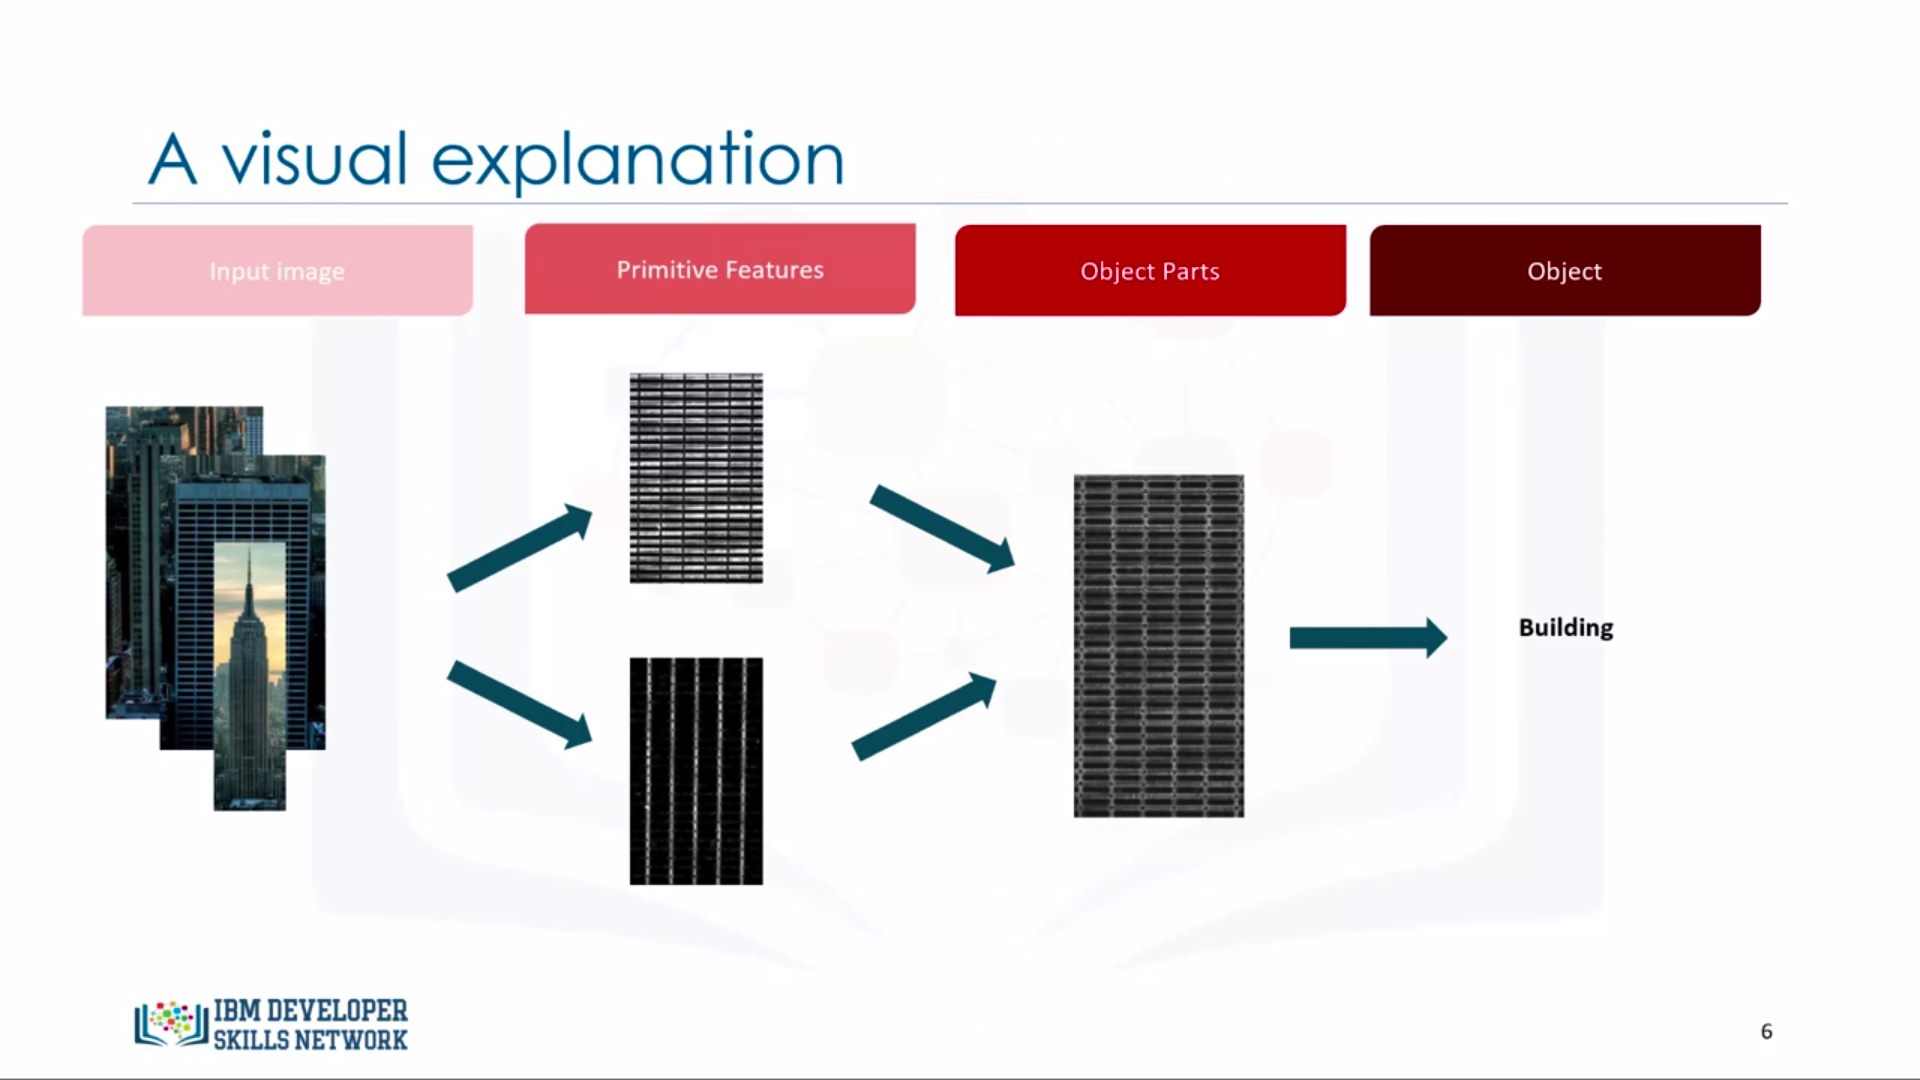 A visual explanation
Input image
Primitive Features
Object Parts
Object
Building
IBM DEVELOPER
SKILLS NETWORK
6